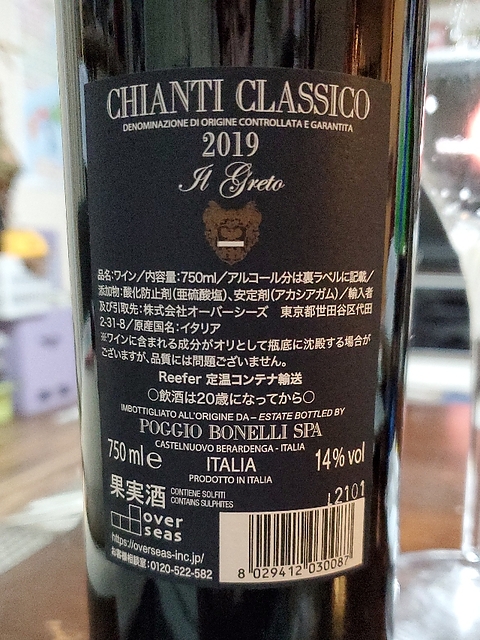 CHIANTI CLASSICO
DENOMINAZIONE DI ORIGINE CONTROLLATA E GARANTITA
2019
Il Greto
品名:ワイン/内容量:750ml/アルコール分は裏ラベルに記載/
添加物:酸化防止剤(亜硫酸塩)、安定剤(アカシアガム)/輸入者
及び引取先:株式会社オーバーシーズ 東京都世田谷区代田
2-31-8/原産国名:イタリア
※ワインに含まれる成分がオリとして瓶底に沈殿する場合が
ございますが、品質には問題ございません。
Reefer 定温コンテナ輸送
○飲酒は20歳になってから○
IMBOTTIGLIATO ALL'ORIGINE DA – ESTATE BOTTLED BY
POGGIO BONELLI SPA
CASTELNUOVO BERARDENGA - ITALIA
750 ml e
ITALIA
14% vol
PRODOTTO IN ITALIA
果実酒
CONTIENE SOLFITI
CONTAINS SULPHITES
L2101
over
seas
https://overseas-inc.jp/
お客様相談室:0120-522-582
8 029412 030087